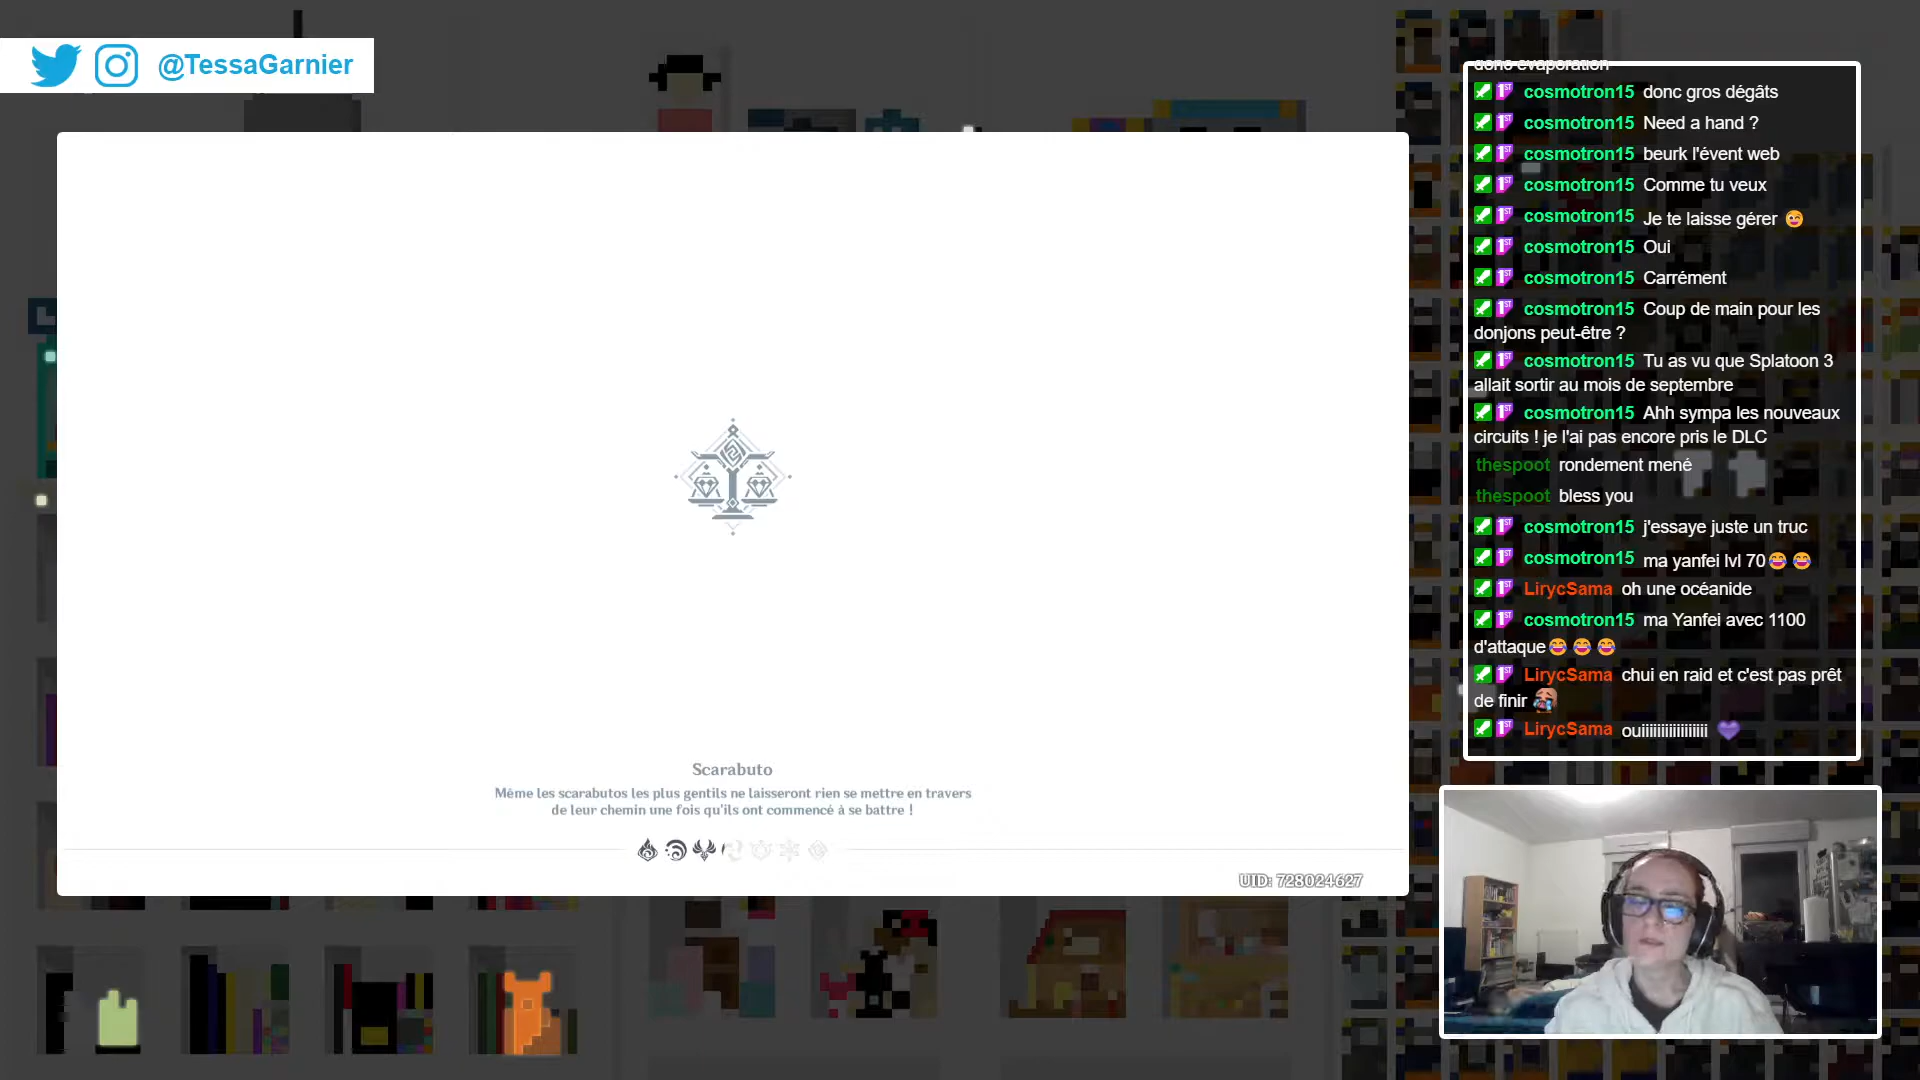 @TessaGarnier
donc évaporation
cosmotron15 donc gros dégâts
cosmotron15 Need a hand ?
cosmotron15 beurk l'évent web
cosmotron15 Comme tu veux
cosmotron15 Je te laisse gérer
cosmotron15 Oui
cosmotron15 Carrément
cosmotron15 Coup de main pour les
donjons peut-être ?
cosmotron15 Tu as vu que Splatoon 3
allait sortir au mois de septembre
cosmotron15 Ahh sympa les nouveaux
circuits ! je l'ai pas encore pris le DLC
thespoot rondement mené
thespoot bless you
cosmotron15 j'essaye juste un truc
cosmotron15 ma yanfei lvl 70
LirycSama oh une océanide
cosmotron15 ma Yanfei avec 1100
d'attaque
LirycSama chui en raid et c'est pas prêt
de finir
LirycSama ouiiiiiiiiiiiiiiiii
Scarabuto
Même les scarabutos les plus gentils ne laisseront rien se mettre en travers
de leur chemin une fois qu'ils ont commencé à se battre !
UID: 728024627